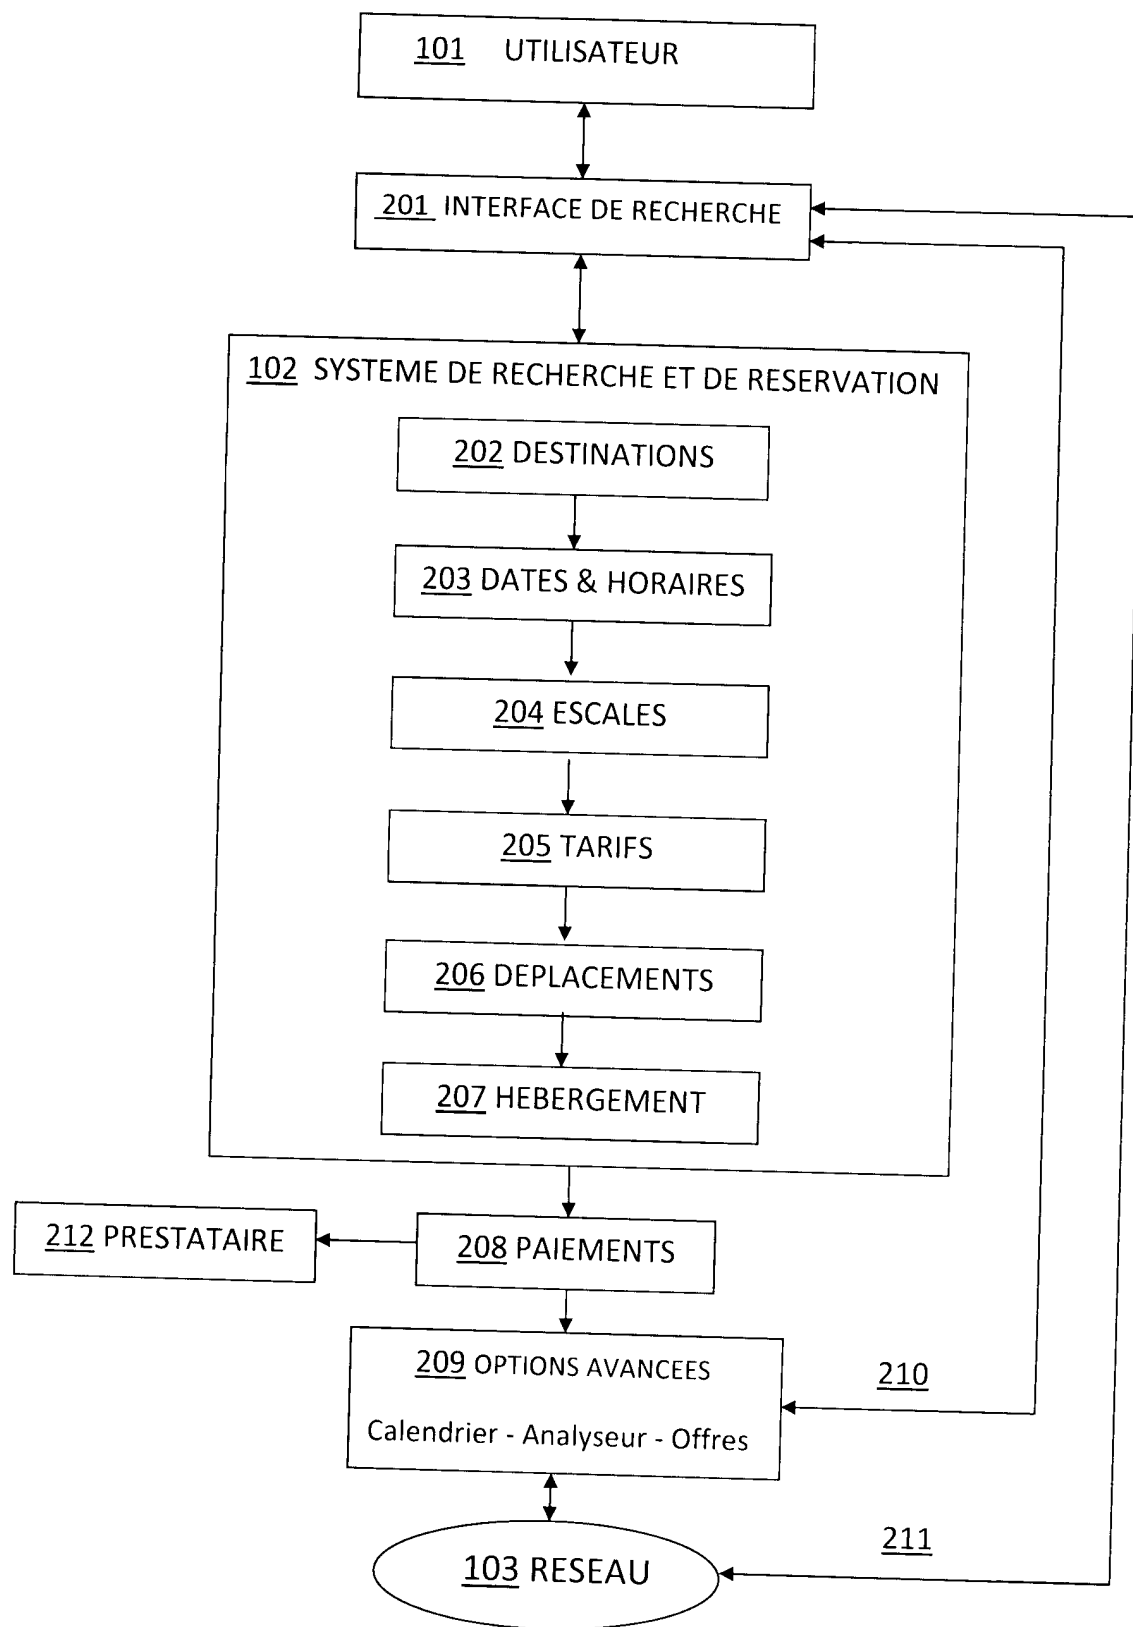 101 UTILISATEUR
201 INTERFACE DE RECHERCHE
102 SYSTEME DE RECHERCHE ET DE RESERVATION
202 DESTINATIONS
203 DATES & HORAIRES
204 ESCALES
205 TARIFS
206 DEPLACEMENTS
207 HEBERGEMENT
212 PRESTATAIRE
208 PAIEMENTS
209 OPTIONS AVANCEES
210
Calendrier - Analyseur - Offres
211
103 RESEAU